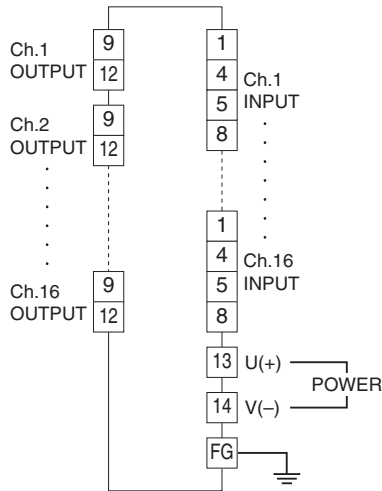 Ch.1
OUTPUT
9
12
Ch.2
OUTPUT
9
12
Ch.16
OUTPUT
9
12
1
4
5
8
Ch.1
INPUT
1
4
5
8
Ch.16
INPUT
13 U(+)
POWER
14 V(–)
FG